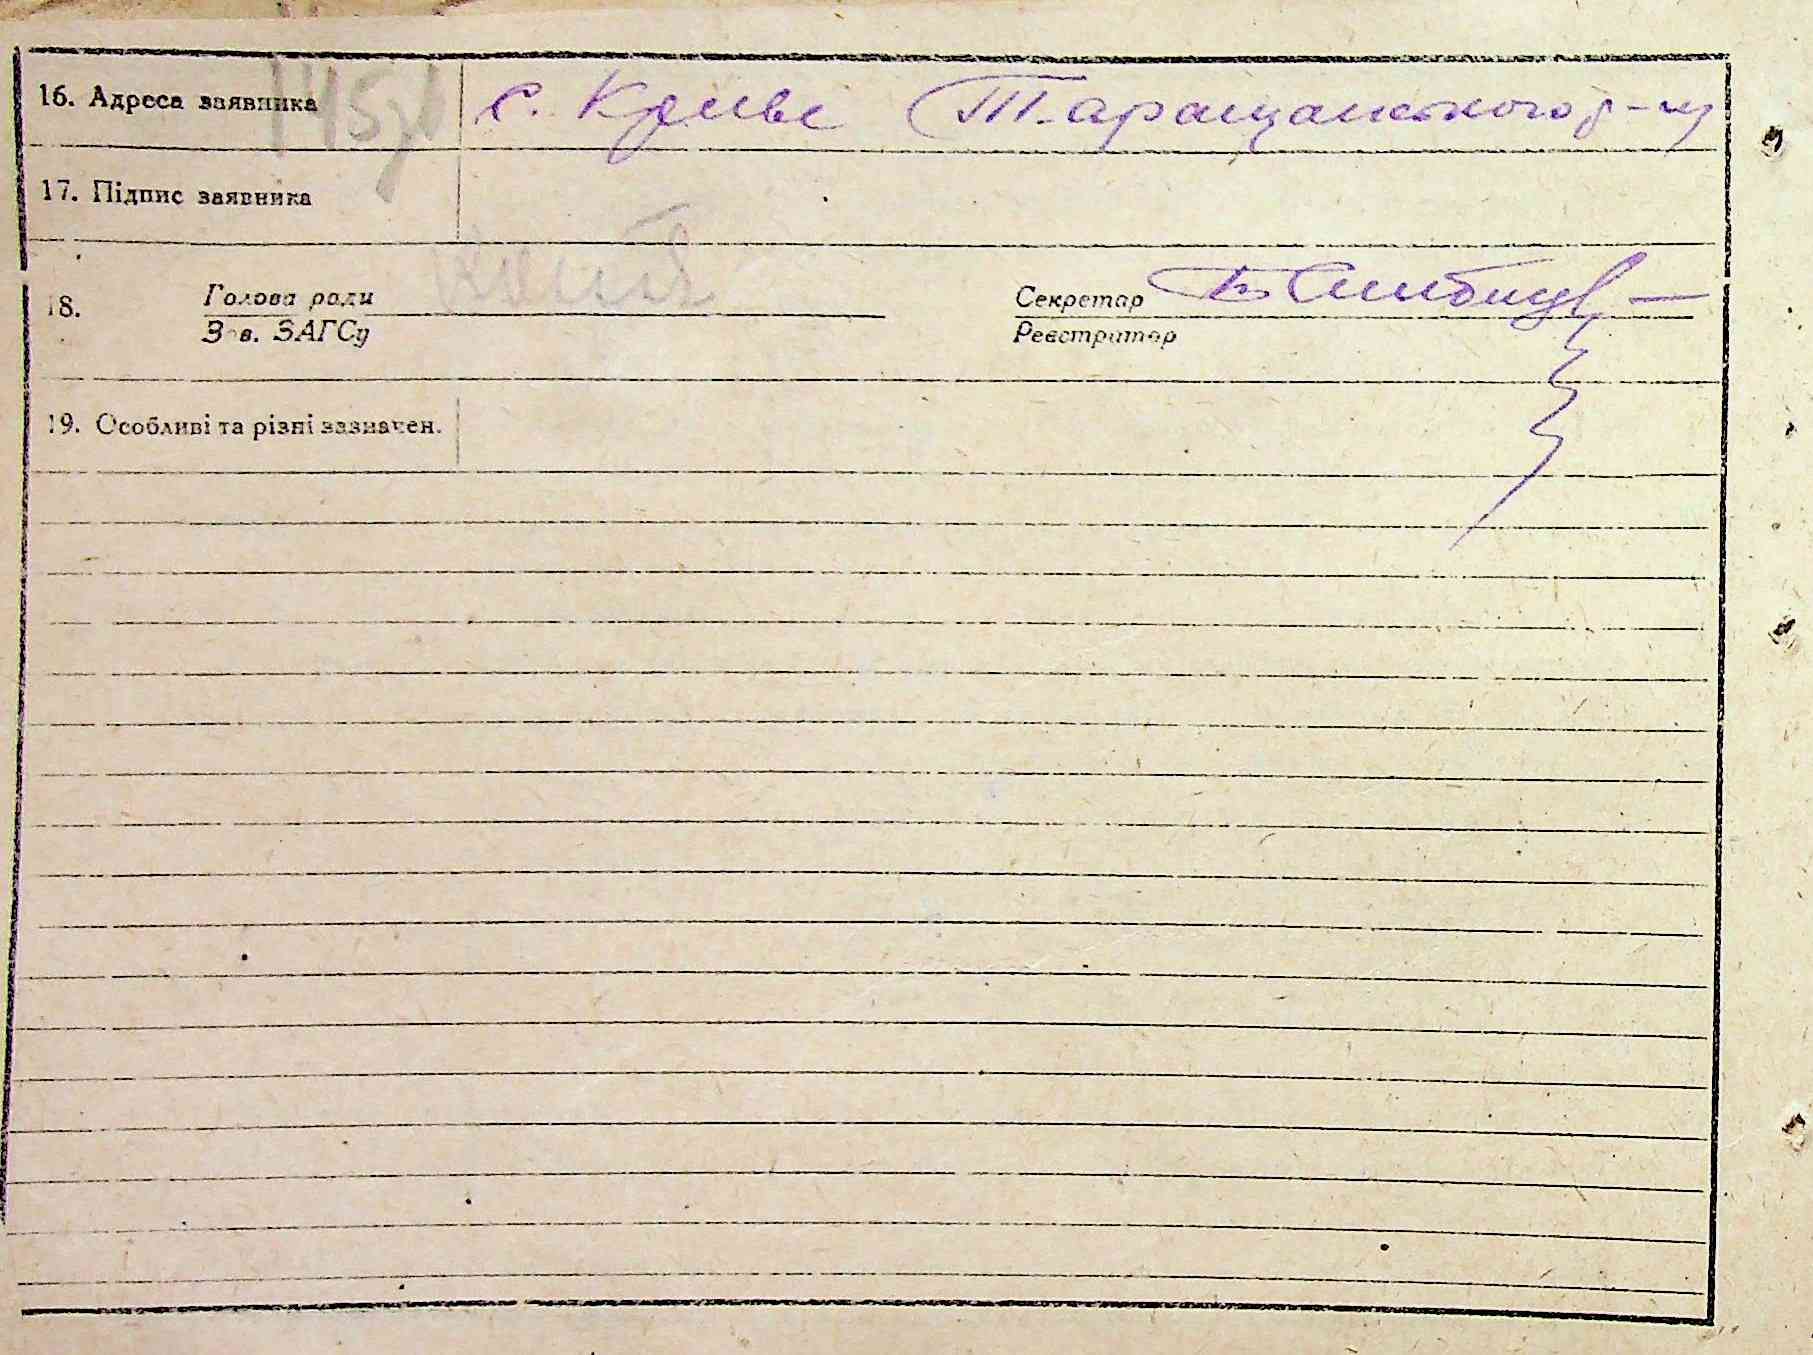 16. Адреса заявника с. Криве Таращанського р-ну
17. Підпис заявника
18. Голова ради Секретар
Зав. ЗАГСу Реєстратор
19. Особливі та різні зазначен.